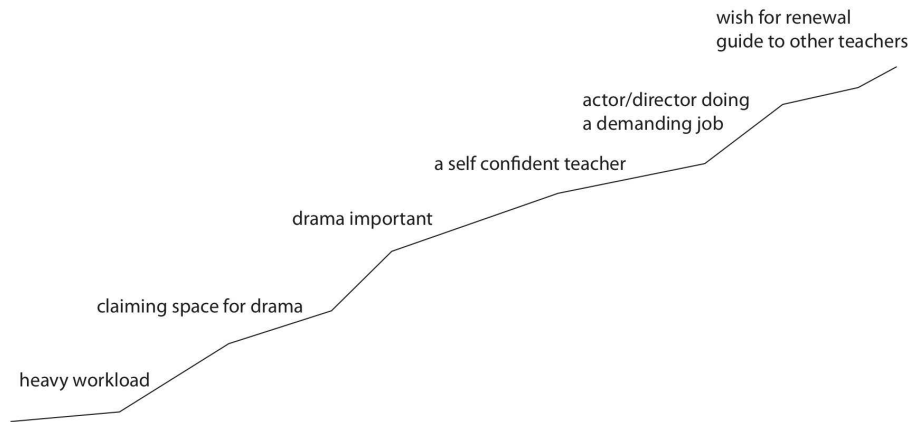 wish for renewal
guide to other teachers
actor/director doing
a demanding job
a self confident teacher
drama important
claiming space for drama
heavy workload